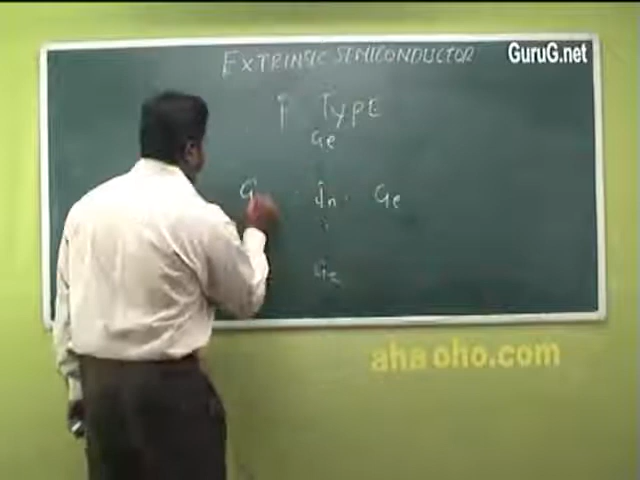 EXTRINSIC SEMICONDUCTOR
GuruG.net
P TYPE
Ge
G In Ge
Ge
ahaoho.com